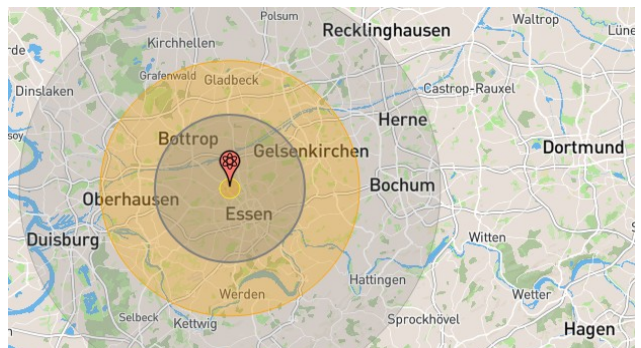 Polsum
Waltrop
Recklinghausen
Lüne
Kirchhellen
Grafenwald
Gladbeck
Dinslaken
Castrop-Rauxel
Herne
Bottrop
Gelsenkirchen
Dortmund
Bochum
Oberhausen
Essen
Duisburg
Witten
Hattingen
Werden
Wetter
Selbeck
Kettwig
Sprockhövel
Hagen